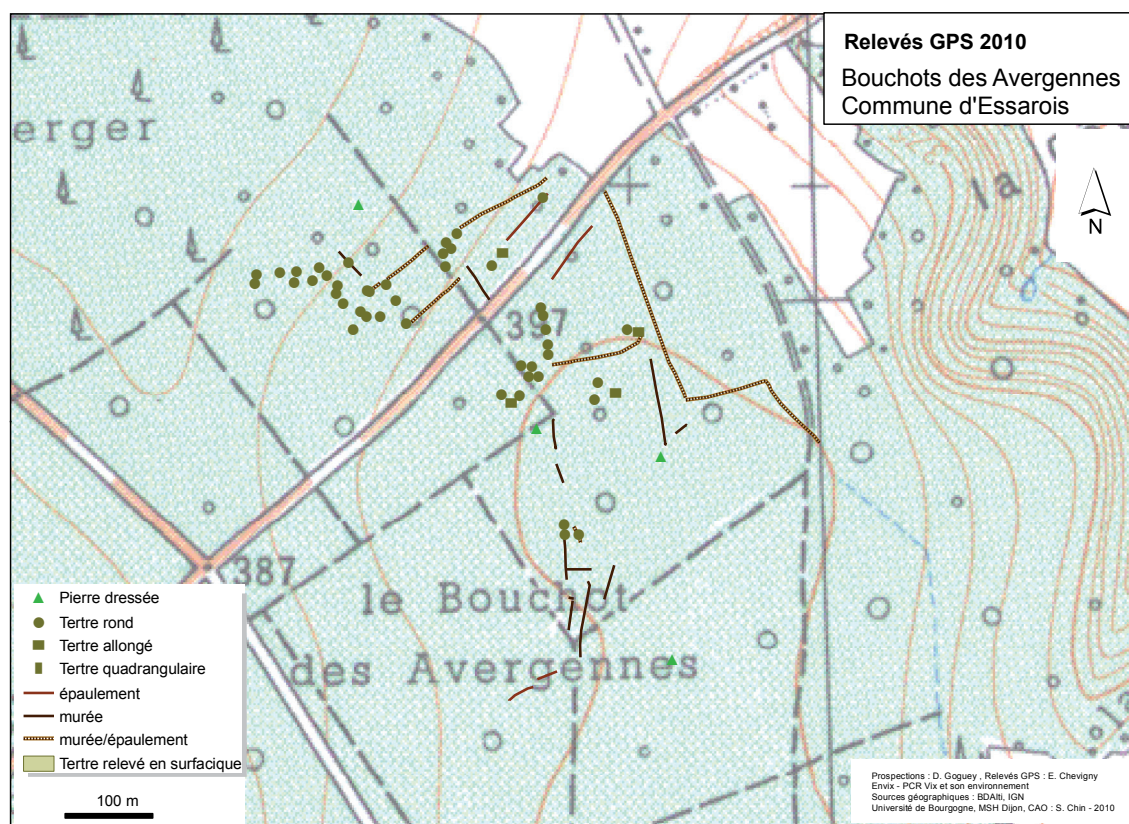 Relevés GPS 2010
Bouchots des Avergennes
Commune d'Essarois
erger
la
N
397
387
le Bouchot
des Avergennes
la
Pierre dressée
Tertre rond
Tertre allongé
Tertre quadrangulaire
épaulement
murée
murée/épaulement
Tertre relevé en surfacique
100 m
Prospections : D. Goguey , Relevés GPS : E. Chevigny
Envix - PCR Vix et son environnement
Sources géographiques : BDAlti, IGN
Université de Bourgogne, MSH Dijon, CAO : S. Chin - 2010